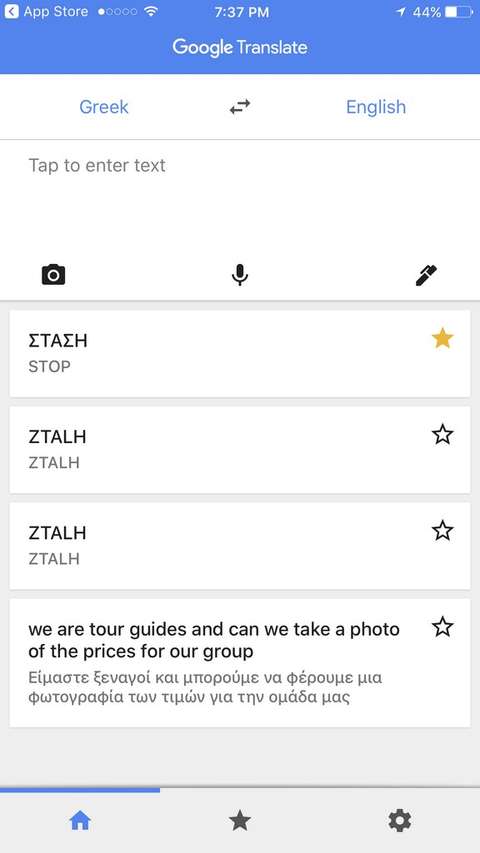 App Store
7:37 PM
44%
Google Translate
Greek
English
Tap to enter text
ΣΤΑΣΗ
STOP
ZTALH
ZTALH
ZTALH
ZTALH
we are tour guides and can we take a photo
of the prices for our group
Είμαστε ξεναγοί και μπορούμε να φέρουμε μια
φωτογραφία των τιμών για την ομάδα μας